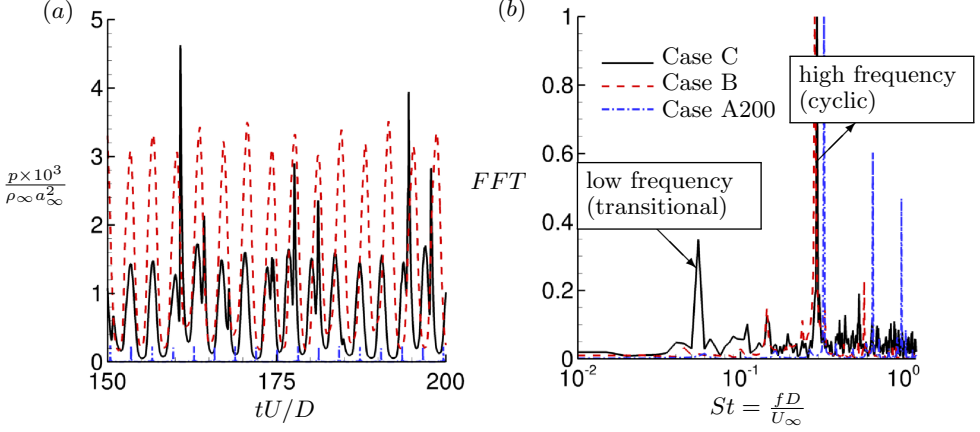 (a)
5
4
3
2
1
0
150
175
200
p×10³
ρ∞a²∞
tU/D
(b)
1
0.8
0.6
0.4
0.2
0
10⁻²
10⁻¹
10⁰
FFT
St = fD/U∞
Case C
Case B
Case A200
high frequency
(cyclic)
low frequency
(transitional)